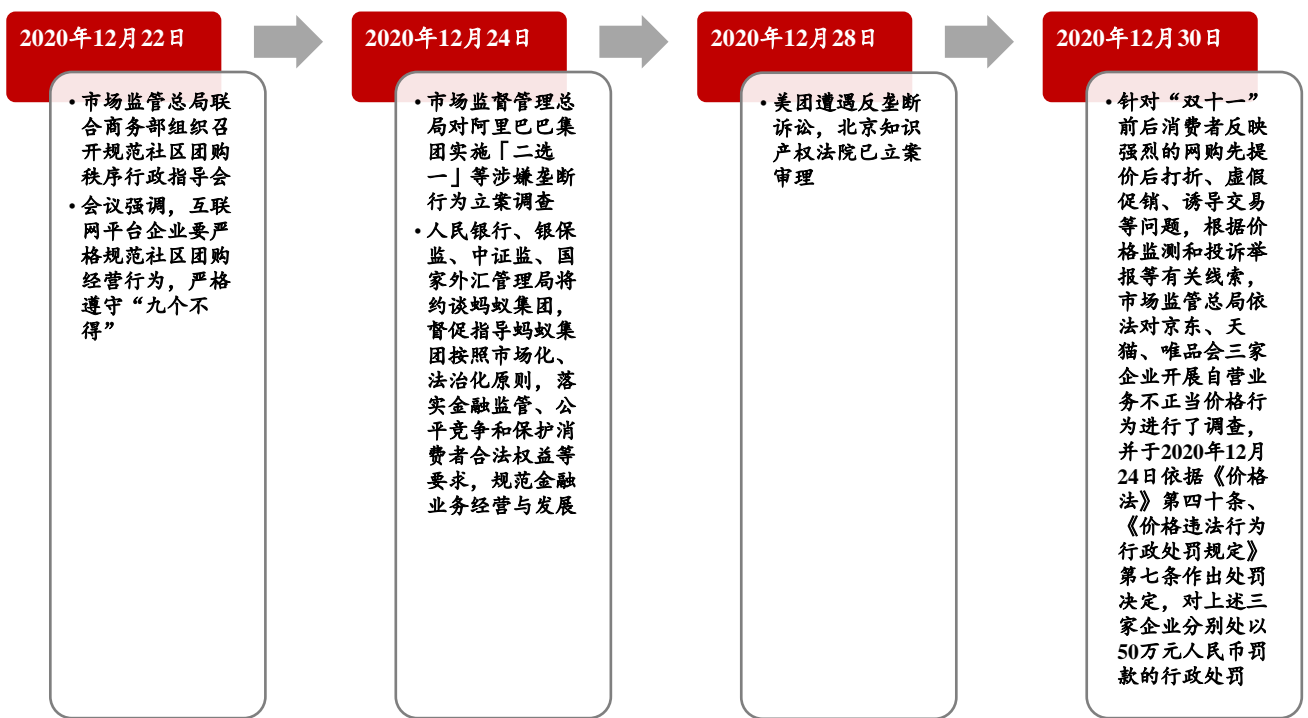 2020年12月22日
• 市场监管总局联
合商务部组织召
开规范社区团购
秩序行政指导会
• 会议强调，互联
网平台企业要严
格规范社区团购
经营行为，严格
遵守“九个不
得”
2020年12月24日
• 市场监督管理总
局对阿里巴巴集
团实施「二选
一」等涉嫌垄断
行为立案调查
• 人民银行、银保
监、中证监、国
家外汇管理局将
约谈蚂蚁集团，
督促指导蚂蚁集
团按照市场化、
法治化原则，落
实金融监管、公
平竞争和保护消
费者合法权益等
要求，规范金融
业务经营与发展
2020年12月28日
• 美团遭遇反垄断
诉讼，北京知识
产权法院已立案
审理
2020年12月30日
• 针对“双十一”
前后消费者反映
强烈的网购先提
价后打折、虚假
促销、诱导交易
等问题，根据价
格监测和投诉举
报等有关线索，
市场监管总局依
法对京东、天
猫、唯品会三家
企业开展自营业
务不正当价格行
为进行了调查，
并于2020年12月
24日依据《价格
法》第四十条、
《价格违法行为
行政处罚规定》
第七条作出处罚
决定，对上述三
家企业分别处以
50万元人民币罚
款的行政处罚